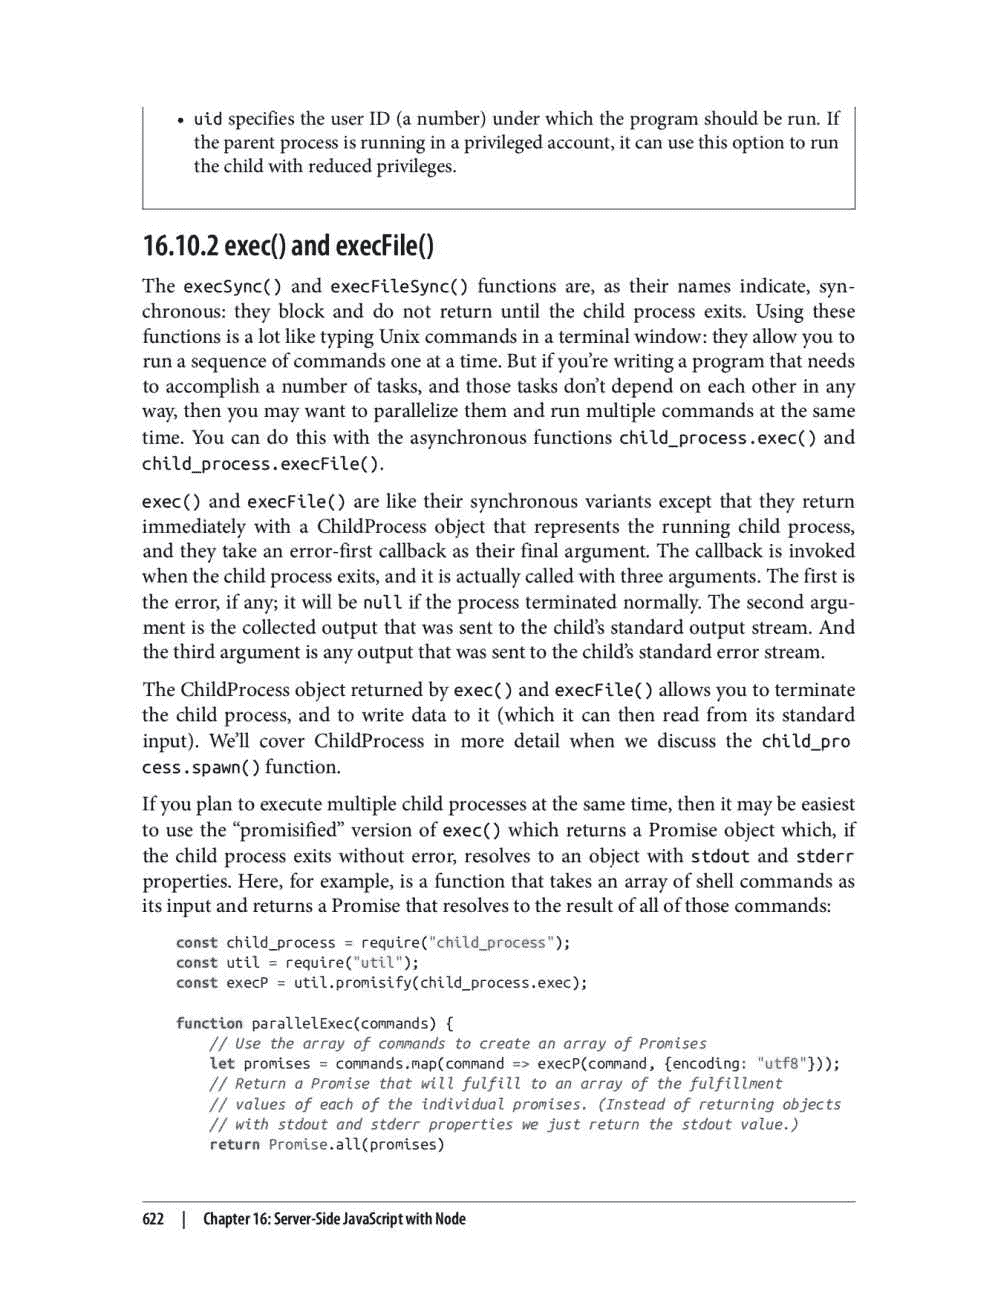 • uid specifies the user ID (a number) under which the program should be run. If
the parent process is running in a privileged account, it can use this option to run
the child with reduced privileges.
16.10.2 exec() and execFile()
The execSync() and execFileSync() functions are, as their names indicate, syn-
chronous: they block and do not return until the child process exits. Using these
functions is a lot like typing Unix commands in a terminal window: they allow you to
run a sequence of commands one at a time. But if you’re writing a program that needs
to accomplish a number of tasks, and those tasks don’t depend on each other in any
way, then you may want to parallelize them and run multiple commands at the same
time. You can do this with the asynchronous functions child_process.exec() and
child_process.execFile().
exec() and execFile() are like their synchronous variants except that they return
immediately with a ChildProcess object that represents the running child process,
and they take an error-first callback as their final argument. The callback is invoked
when the child process exits, and it is actually called with three arguments. The first is
the error, if any; it will be null if the process terminated normally. The second argu-
ment is the collected output that was sent to the child’s standard output stream. And
the third argument is any output that was sent to the child’s standard error stream.
The ChildProcess object returned by exec() and execFile() allows you to terminate
the child process, and to write data to it (which it can then read from its standard
input). We’ll cover ChildProcess in more detail when we discuss the child_pro
cess.spawn() function.
If you plan to execute multiple child processes at the same time, then it may be easiest
to use the “promisified” version of exec() which returns a Promise object which, if
the child process exits without error, resolves to an object with stdout and stderr
properties. Here, for example, is a function that takes an array of shell commands as
its input and returns a Promise that resolves to the result of all of those commands:
const child_process = require("child_process");
const util = require("util");
const execP = util.promisify(child_process.exec);
function parallelExec(commands) {
// Use the array of commands to create an array of Promises
let promises = commands.map(command => execP(command, {encoding: "utf8"}));
// Return a Promise that will fulfill to an array of the fulfillment
// values of each of the individual promises. (Instead of returning objects
// with stdout and stderr properties we just return the stdout value.)
return Promise.all(promises)
622 | Chapter 16: Server-Side JavaScript with Node